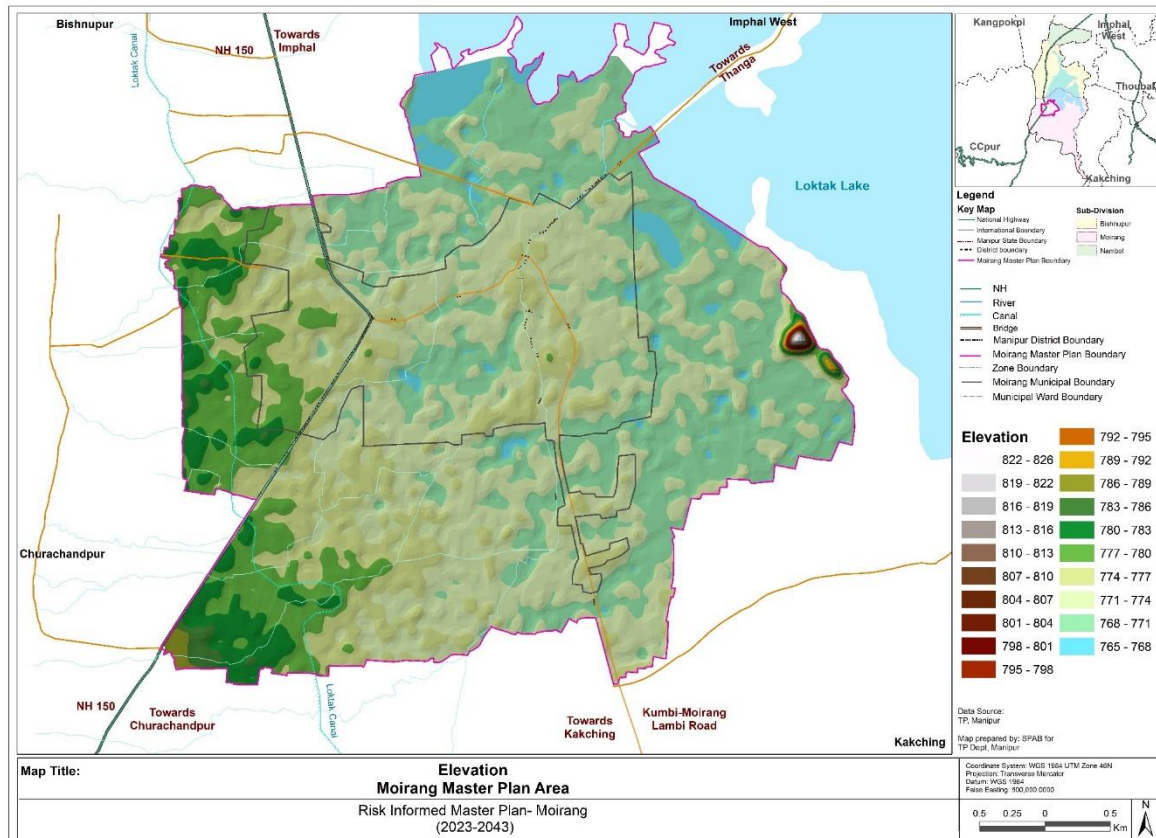 Bishnupur
NH 150
Towards
Imphal
Loktak Canal
Imphal West
Towards
Thanga
Loktak Lake
Churachandpur
NH 150
Towards
Churachandpur
Loktak Canal
Towards
Kakching
Kumbi-Moirang
Lambi Road
Kakching
Kangpokpi
Imphal
West
Thoubal
CCpur
Kakching
Legend
Key Map
National Highway
International Boundary
Manipur State Boundary
District boundary
Moirang Master Plan Boundary
Sub-Division
Bishnupur
Moirang
Nambol
NH
River
Canal
Bridge
Manipur District Boundary
Moirang Master Plan Boundary
Zone Boundary
Moirang Municipal Boundary
Municipal Ward Boundary
Elevation
822 - 826
819 - 822
816 - 819
813 - 816
810 - 813
807 - 810
804 - 807
801 - 804
798 - 801
795 - 798
792 - 795
789 - 792
786 - 789
783 - 786
780 - 783
777 - 780
774 - 777
771 - 774
768 - 771
765 - 768
Data Source:
TP, Manipur
Map prepared by: SPAB for
TP Dept, Manipur
Map Title:
Elevation
Moirang Master Plan Area
Risk Informed Master Plan- Moirang
(2023-2043)
Coordinate System: WGS 1984 UTM Zone 46N
Projection: Transverse Mercator
Datum: WGS 1984
False Easting: 500,000.0000
0.5 0.25 0 0.5
Km
N